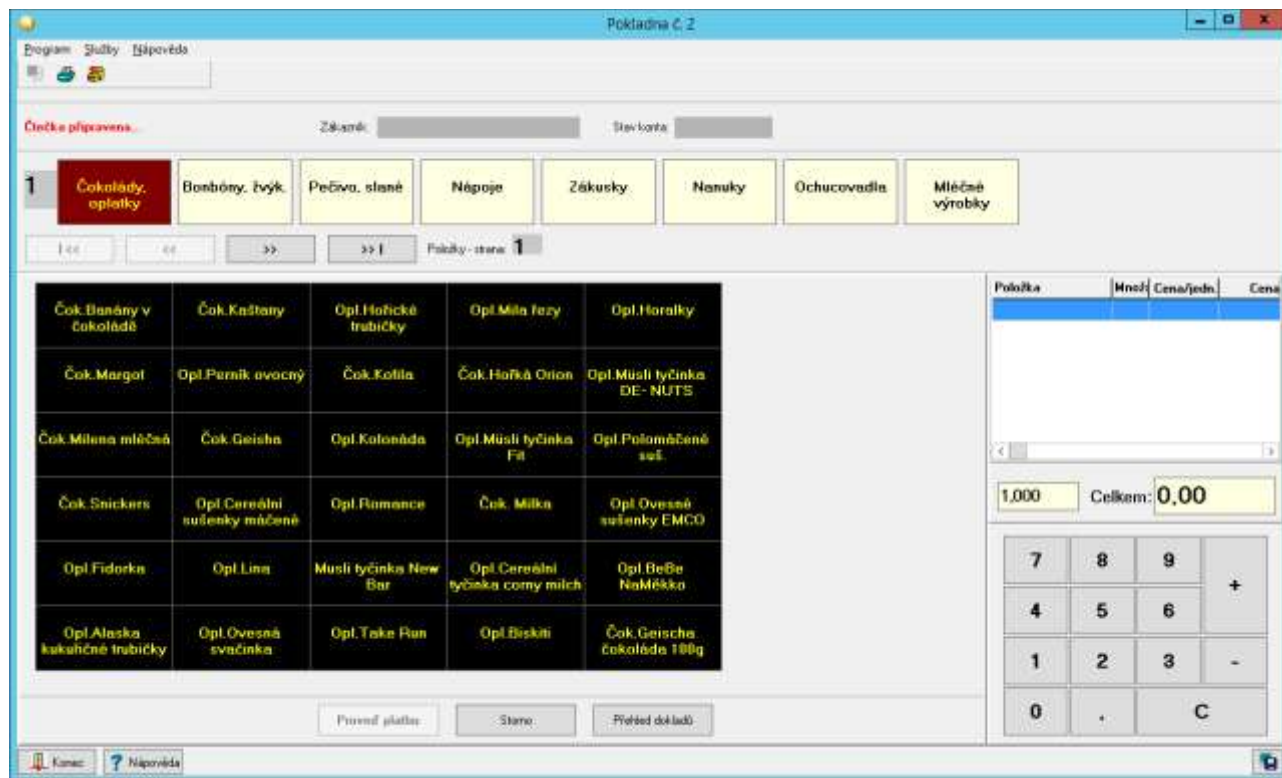 Pokladna č. 2
Program Služby Nápověda
Čtečka připravena...
Zákazník:
Stav konta:
1
Čokolády, oplatky
Bonbóny, žvýk.
Pečivo, slané
Nápoje
Zákusky
Nanuky
Ochucovadla
Mléčné výrobky
I <<
<<
>>
>> I
Položky - strana: 1
Čok.Banány v čokoládě
Čok.Kaštany
Opl.Hořické trubičky
Opl.Mila řezy
Opl.Horalky
Čok.Margot
Opl.Perník ovocný
Čok.Kofila
Čok.Hořká Orion
Opl.Müsli tyčinka DE- NUTS
Čok.Milena mléčná
Čok.Geisha
Opl.Kolonáda
Opl.Müsli tyčinka Fit
Opl.Polomáčené suš.
Čok.Snickers
Opl.Cereální sušenky máčené
Opl.Romance
Čok. Milka
Opl.Ovesné sušenky EMCO
Opl.Fidorka
Opl.Lina
Musli tyčinka New Bar
Opl.Cereální tyčinka corny milch
Opl.BeBe NaMěkko
Opl.Alaska kukuřičné trubičky
Opl.Ovesná svačinka
Opl.Take Run
Opl.Biskiti
Čok.Geischa čokoláda 100g
Položka Množ Cena/jedn. Cena
1,000
Celkem: 0,00
7 8 9 +
4 5 6
1 2 3 -
0 . C
Proveď platbu
Storno
Přehled dokladů
Konec
Nápověda